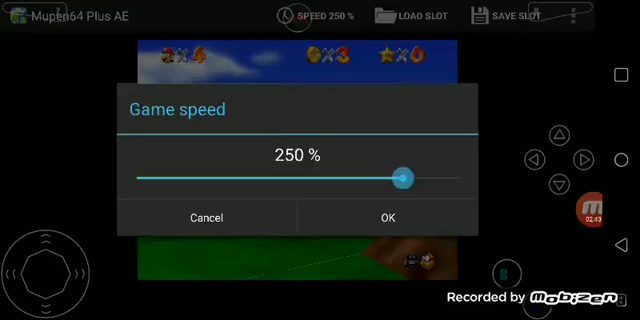 Mupen64 Plus AE
SPEED 250 %
LOAD SLOT
SAVE SLOT
×4
×3
×0
Game speed
250 %
Cancel
OK
2:43
B
Recorded by mobizen